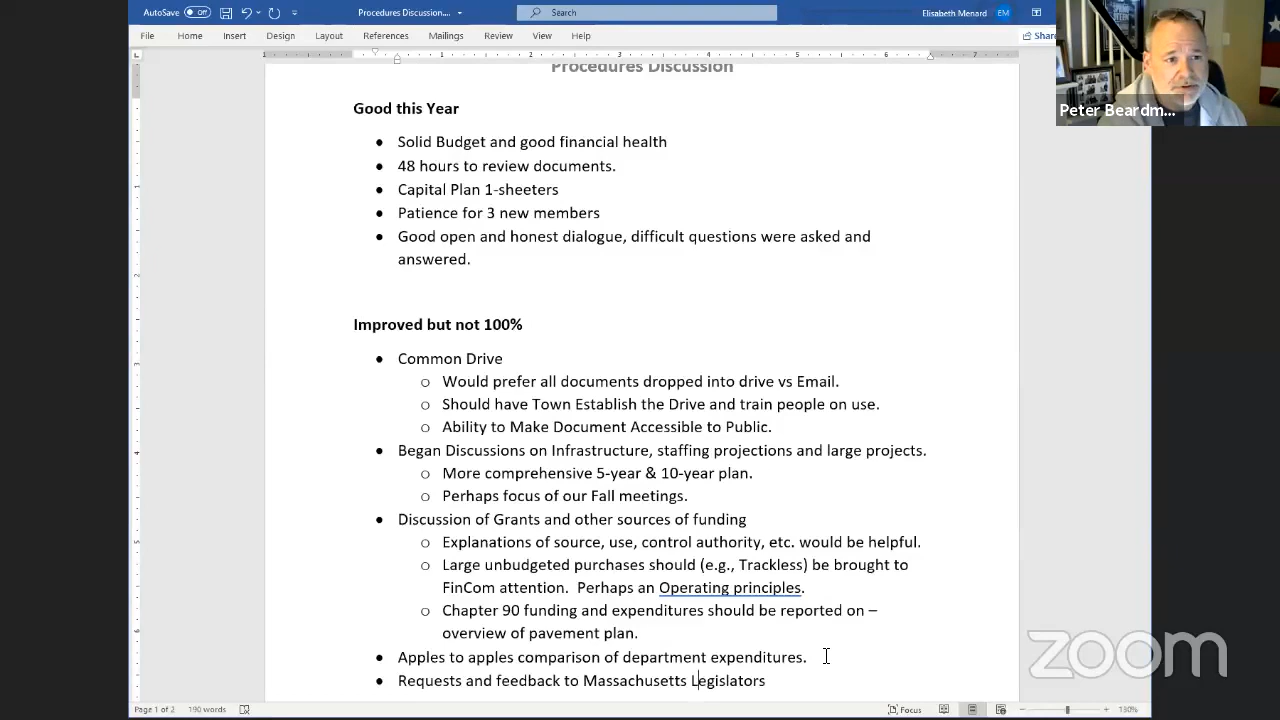 AutoSave Off Procedures Discussion.... Search Elisabeth Menard EM
File Home Insert Design Layout References Mailings Review View Help Share
Procedures Discussion
Good this Year
• Solid Budget and good financial health
• 48 hours to review documents.
• Capital Plan 1-sheeters
• Patience for 3 new members
• Good open and honest dialogue, difficult questions were asked and
answered.
Improved but not 100%
• Common Drive
o Would prefer all documents dropped into drive vs Email.
o Should have Town Establish the Drive and train people on use.
o Ability to Make Document Accessible to Public.
• Began Discussions on Infrastructure, staffing projections and large projects.
o More comprehensive 5-year & 10-year plan.
o Perhaps focus of our Fall meetings.
• Discussion of Grants and other sources of funding
o Explanations of source, use, control authority, etc. would be helpful.
o Large unbudgeted purchases should (e.g., Trackless) be brought to
FinCom attention.  Perhaps an Operating principles.
o Chapter 90 funding and expenditures should be reported on –
overview of pavement plan.
• Apples to apples comparison of department expenditures.
• Requests and feedback to Massachusetts Legislators
Page 1 of 2 190 words Focus 130%
Peter Beardm...
zoom